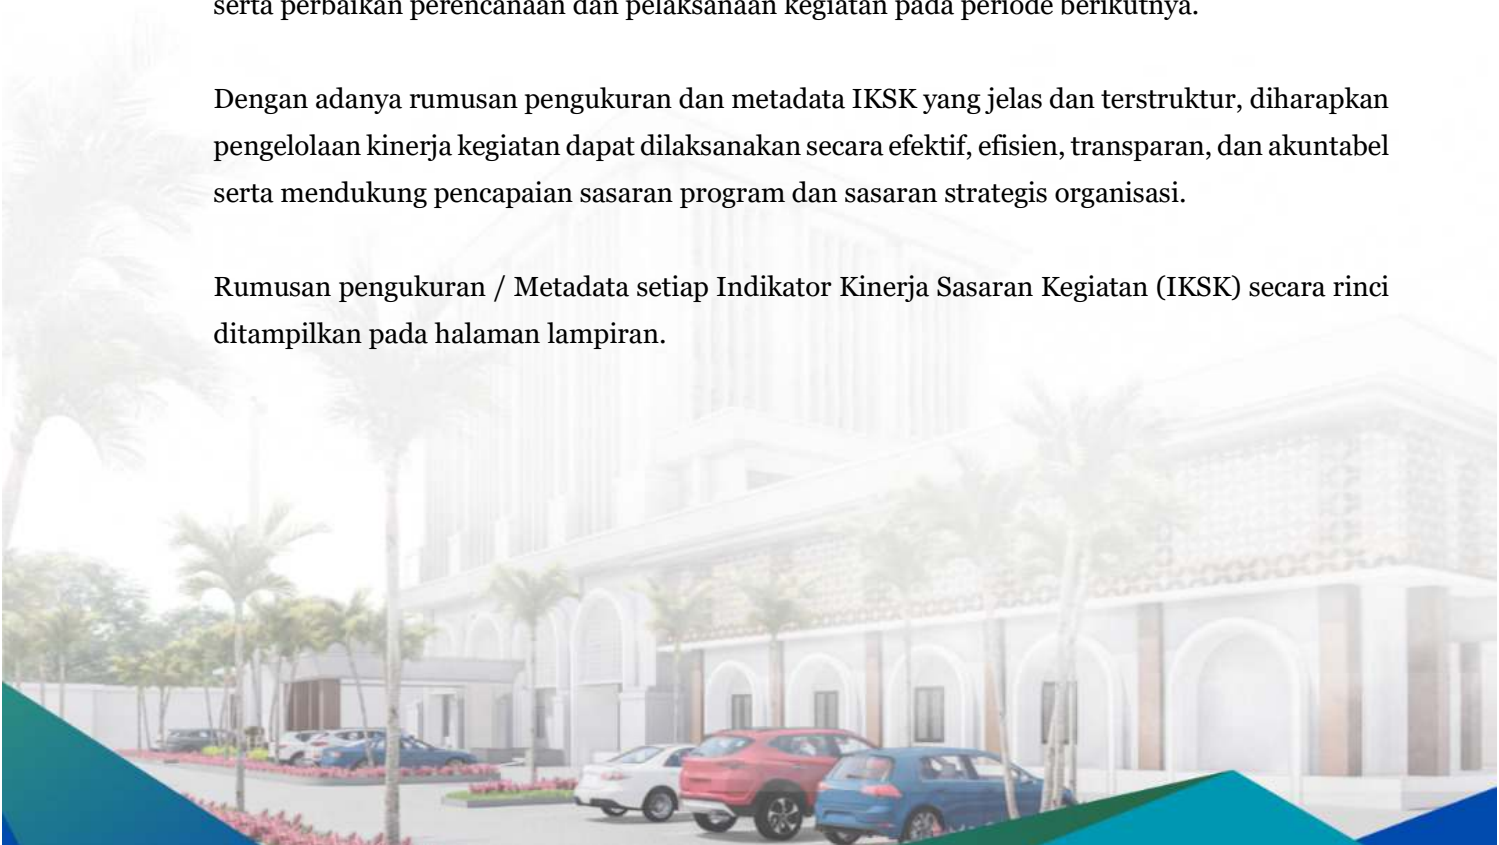 serta perbaikan perencanaan dan pelaksanaan kegiatan pada periode berikutnya.
Dengan adanya rumusan pengukuran dan metadata IKSK yang jelas dan terstruktur, diharapkan
pengelolaan kinerja kegiatan dapat dilaksanakan secara efektif, efisien, transparan, dan akuntabel
serta mendukung pencapaian sasaran program dan sasaran strategis organisasi.
Rumusan pengukuran / Metadata setiap Indikator Kinerja Sasaran Kegiatan (IKSK) secara rinci
ditampilkan pada halaman lampiran.